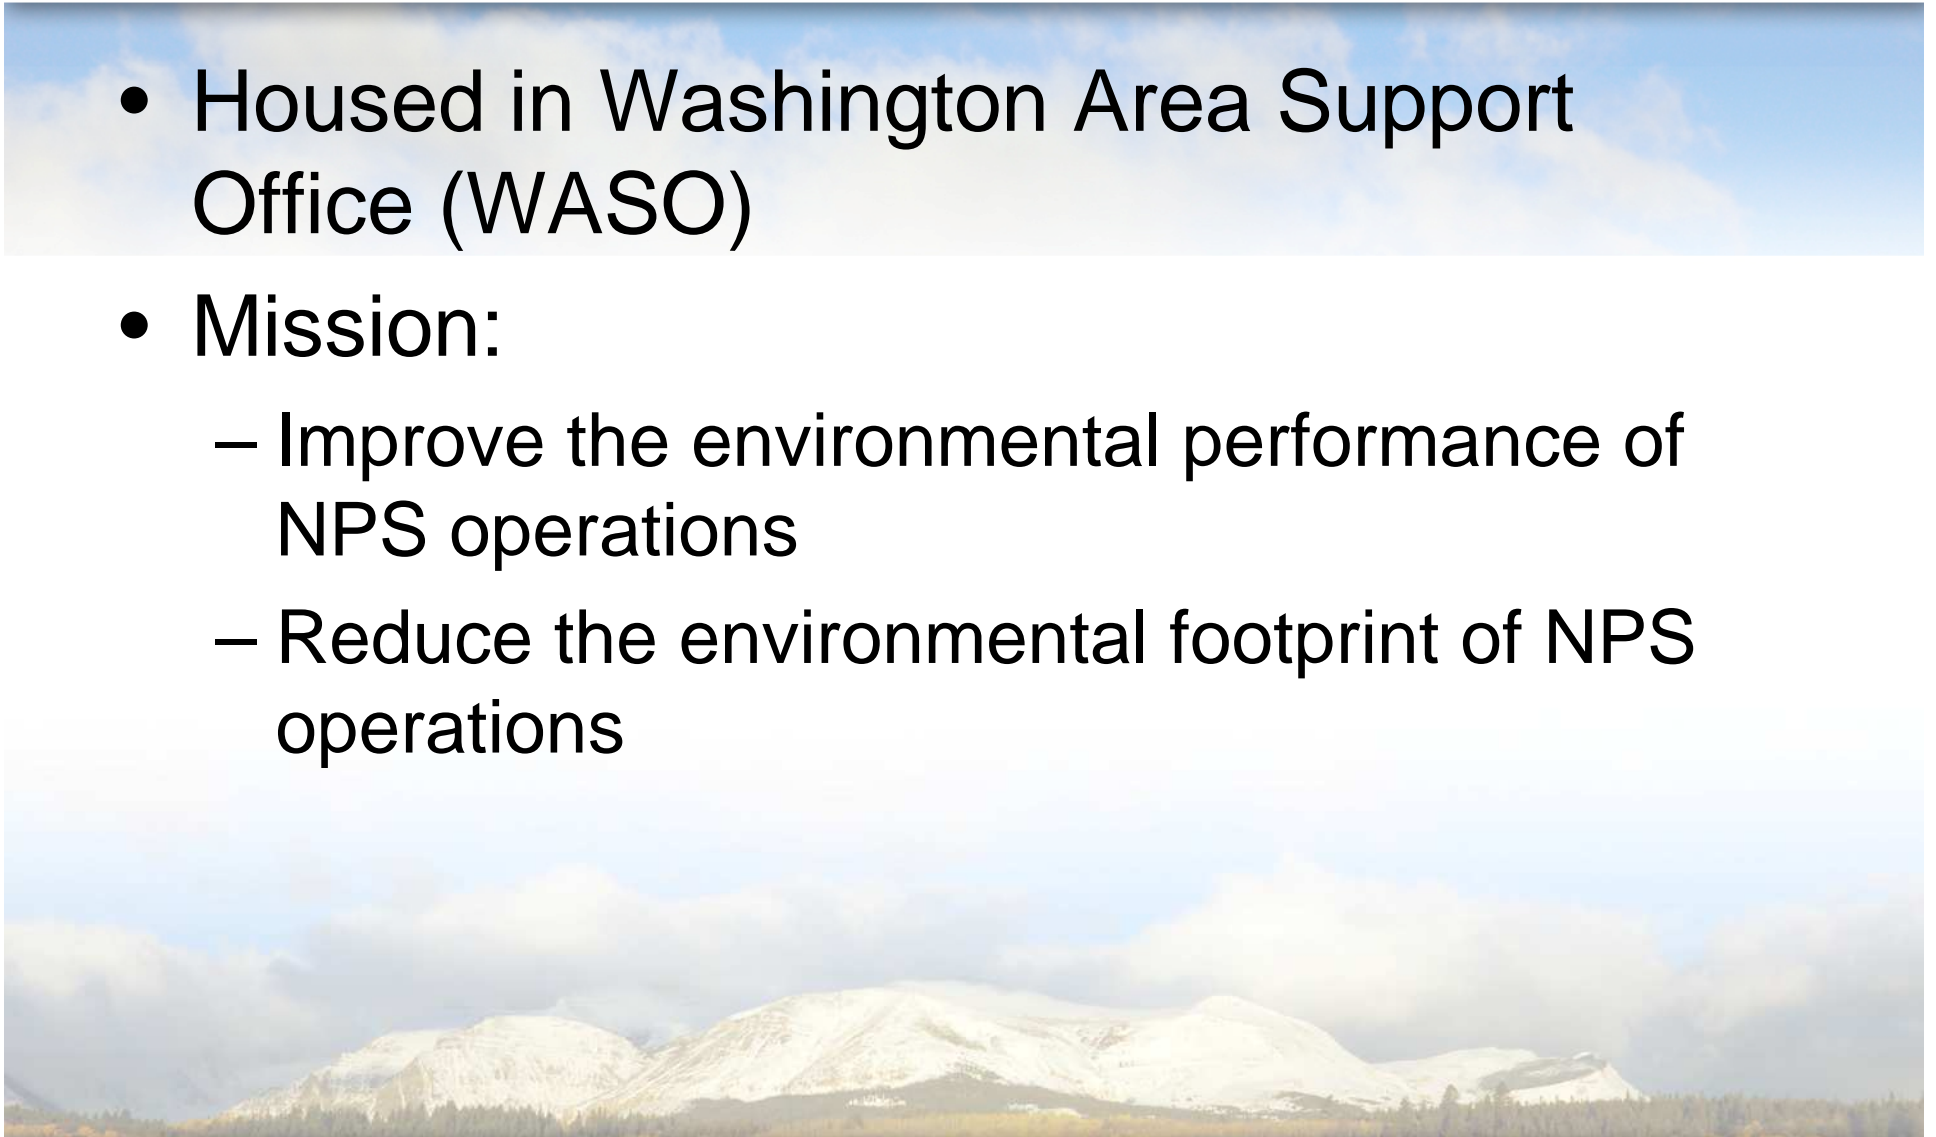 • Housed in Washington Area Support
Office (WASO)
• Mission:
– Improve the environmental performance of
NPS operations
– Reduce the environmental footprint of NPS
operations